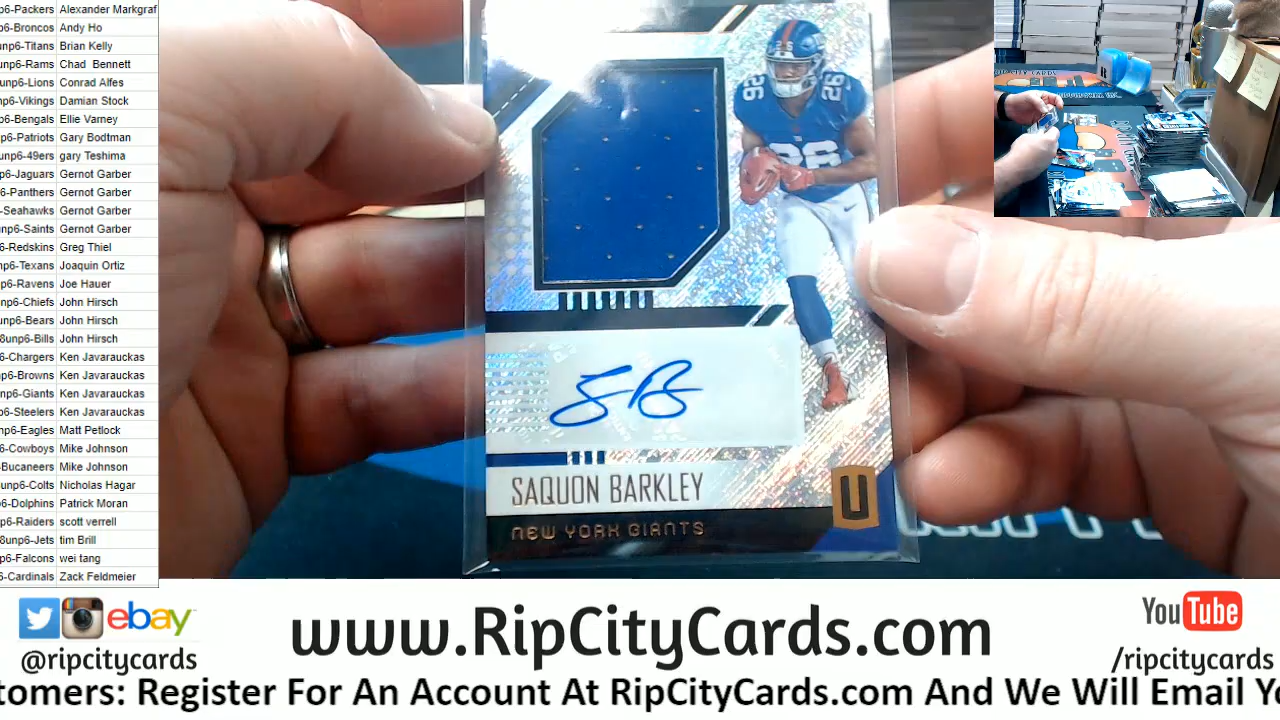 p6-Packers Alexander Markgraf
p6-Broncos Andy Ho
unp6-Titans Brian Kelly
unp6-Rams Chad Bennett
unp6-Lions Conrad Alfes
np6-Vikings Damian Stock
np6-Bengals Ellie Varney
p6-Patriots Gary Bodtman
unp6-49ers gary Teshima
p6-Jaguars Gernot Garber
p6-Panthers Gernot Garber
-Seahawks Gernot Garber
unp6-Saints Gernot Garber
6-Redskins Greg Thiel
np6-Texans Joaquin Ortiz
p6-Ravens Joe Hauer
np6-Chiefs John Hirsch
unp6-Bears John Hirsch
8unp6-Bills John Hirsch
6-Chargers Ken Javarauckas
p6-Browns Ken Javarauckas
np6-Giants Ken Javarauckas
6-Steelers Ken Javarauckas
np6-Eagles Matt Petlock
6-Cowboys Mike Johnson
-Bucaneers Mike Johnson
unp6-Colts Nicholas Hagar
6-Dolphins Patrick Moran
p6-Raiders scott verrell
8unp6-Jets tim Brill
p6-Falcons wei tang
6-Cardinals Zack Feldmeier
26
26
26
26
SAQUON BARKLEY
NEW YORK GIANTS
U
ebay
@ripcitycards
www.RipCityCards.com
YouTube
/ripcitycards
tomers: Register For An Account At RipCityCards.com And We Will Email Yo